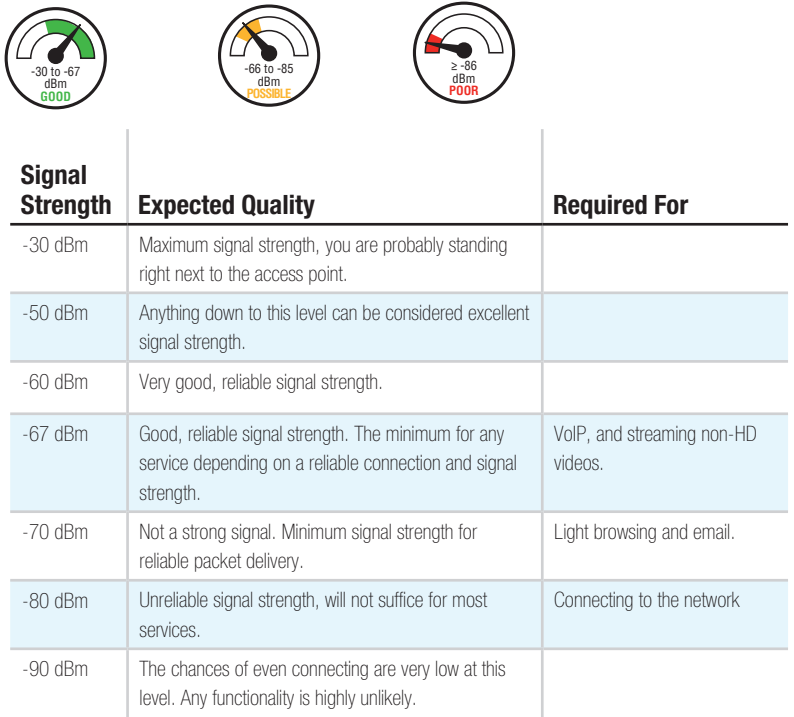 -30 to -67
dBm
GOOD
-66 to -85
dBm
POSSIBLE
≥ -86
dBm
POOR
Signal
Strength
Expected Quality
Required For
-30 dBm
Maximum signal strength, you are probably standing
right next to the access point.
-50 dBm
Anything down to this level can be considered excellent
signal strength.
-60 dBm
Very good, reliable signal strength.
-67 dBm
Good, reliable signal strength. The minimum for any
service depending on a reliable connection and signal
strength.
VoIP, and streaming non-HD
videos.
-70 dBm
Not a strong signal. Minimum signal strength for
reliable packet delivery.
Light browsing and email.
-80 dBm
Unreliable signal strength, will not suffice for most
services.
Connecting to the network
-90 dBm
The chances of even connecting are very low at this
level. Any functionality is highly unlikely.